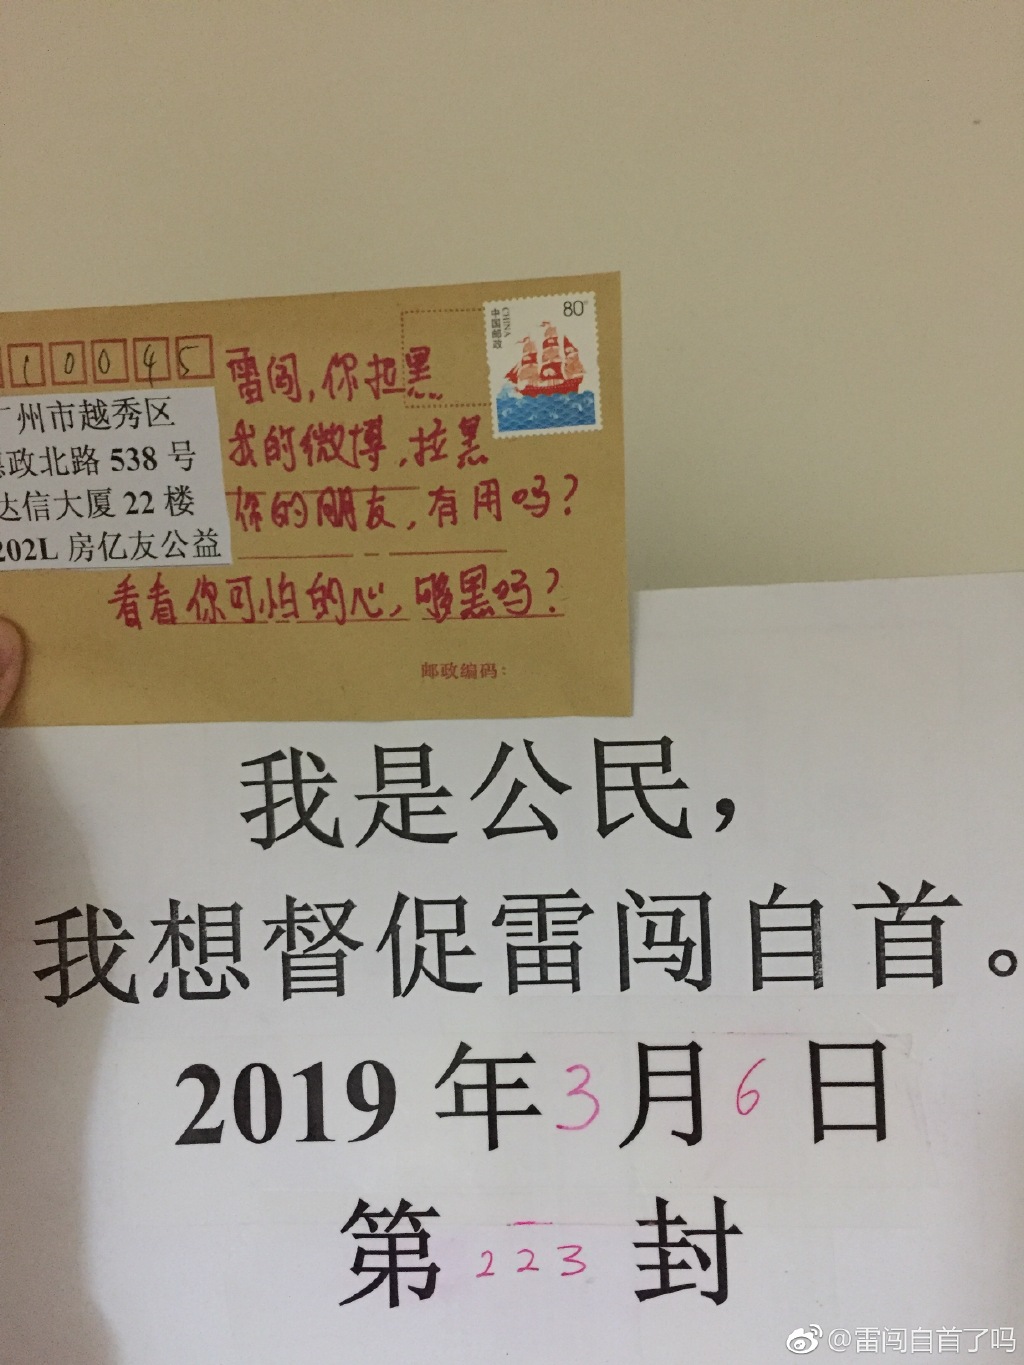 80分
中国邮政
CHINA
10045
雷闯,你拉黑
我的微博,拉黑
你的朋友,有用吗?
看看你可怕的心,够黑吗?
广州市越秀区
惠政北路 538 号
达信大厦 22 楼
202L 房亿友公益
邮政编码:
我是公民,
我想督促雷闯自首。
2019 年 3 月 6 日
第 223 封
@雷闯自首了吗